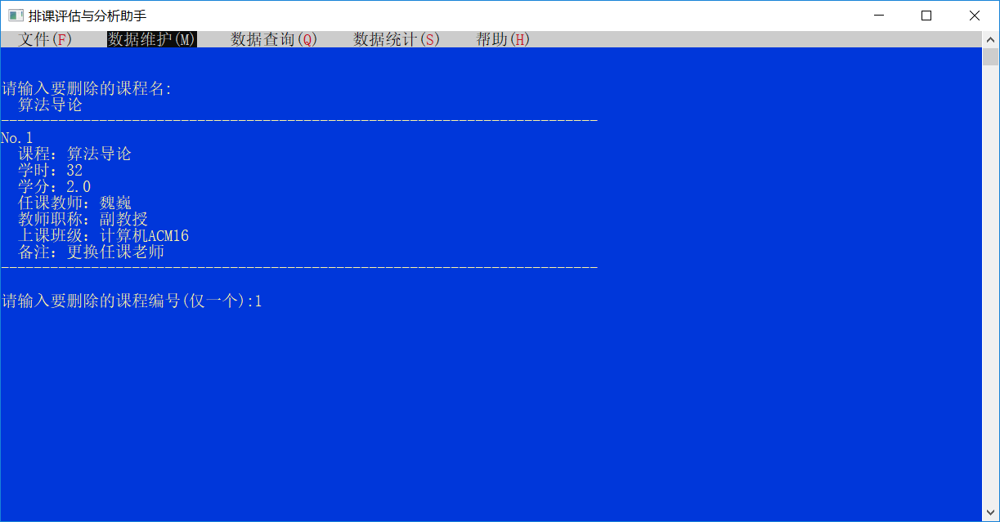 排课评估与分析助手
文件(F) 数据维护(M) 数据查询(Q) 数据统计(S) 帮助(H)
请输入要删除的课程名:
算法导论
-------------------------------------------------------------------------
No.1
课程：算法导论
学时：32
学分：2.0
任课教师：魏巍
教师职称：副教授
上课班级：计算机ACM16
备注：更换任课老师
-------------------------------------------------------------------------
请输入要删除的课程编号(仅一个):1